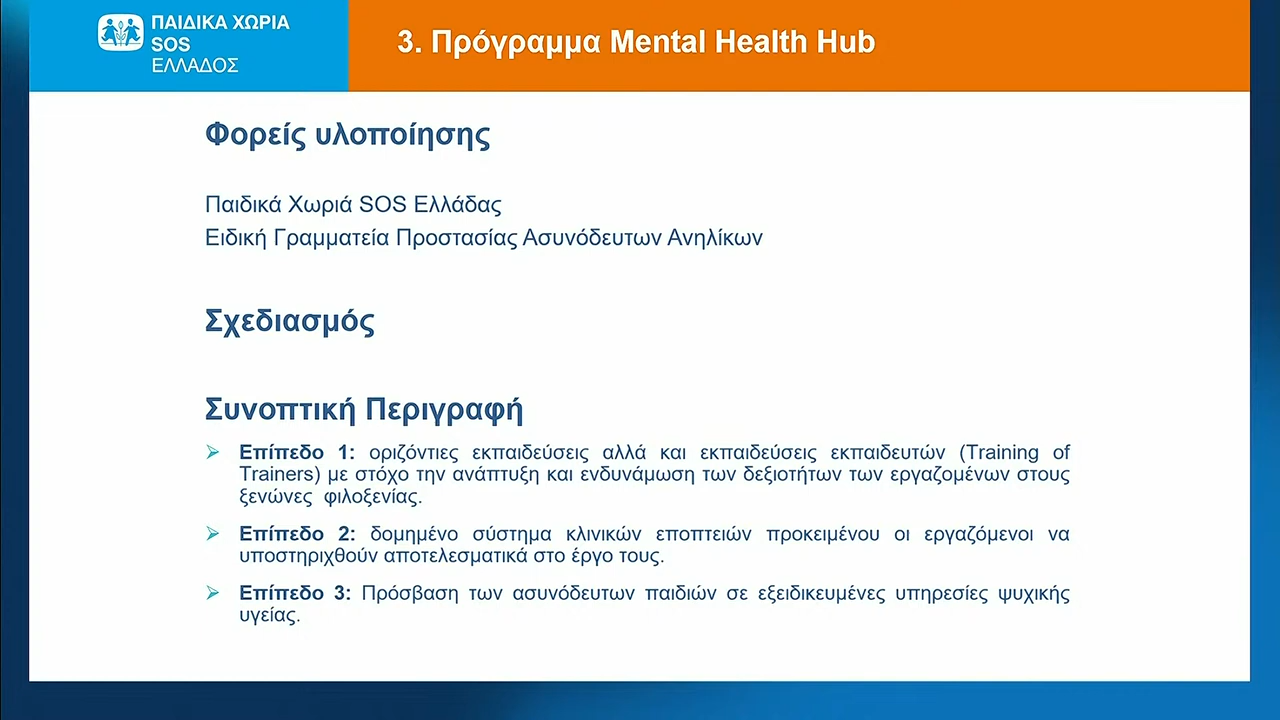 ΠΑΙΔΙΚΑ ΧΩΡΙΑ
SOS
ΕΛΛΑΔΟΣ
3. Πρόγραμμα Mental Health Hub
Φορείς υλοποίησης
Παιδικά Χωριά SOS Ελλάδας
Ειδική Γραμματεία Προστασίας Ασυνόδευτων Ανηλίκων
Σχεδιασμός
Συνοπτική Περιγραφή
Επίπεδο 1: οριζόντιες εκπαιδεύσεις αλλά και εκπαιδεύσεις εκπαιδευτών (Training of
Trainers) με στόχο την ανάπτυξη και ενδυνάμωση των δεξιοτήτων των εργαζομένων στους
ξενώνες φιλοξενίας.
Επίπεδο 2: δομημένο σύστημα κλινικών εποπτειών προκειμένου οι εργαζόμενοι να
υποστηριχθούν αποτελεσματικά στο έργο τους.
Επίπεδο 3: Πρόσβαση των ασυνόδευτων παιδιών σε εξειδικευμένες υπηρεσίες ψυχικής
υγείας.